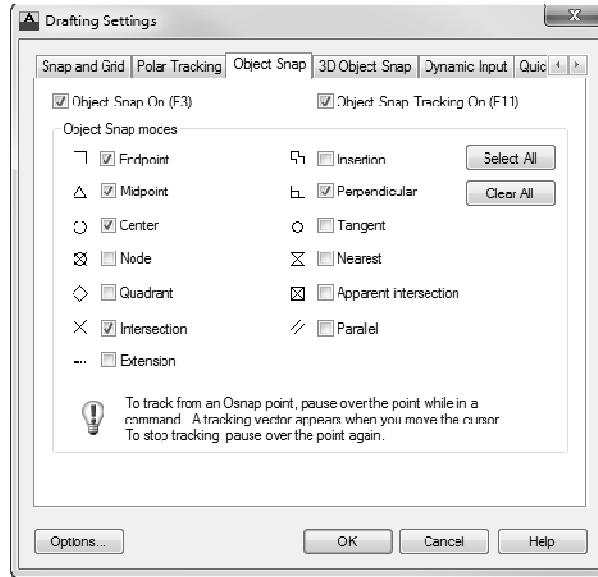 Drafting Settings
Snap and Grid Polar Tracking Object Snap 3D Object Snap Dynamic Input Quic
Object Snap On (F3) Object Snap Tracking On (F11)
Object Snap modes
Endpoint Insertion Select All
Midpoint Perpendicular Clear All
Center Tangent
Node Nearest
Quadrant Apparent intersection
Intersection Parallel
Extension
To track from an Osnap point, pause over the point while in a
command. A tracking vector appears when you move the cursor.
To stop tracking, pause over the point again.
Options... OK Cancel Help